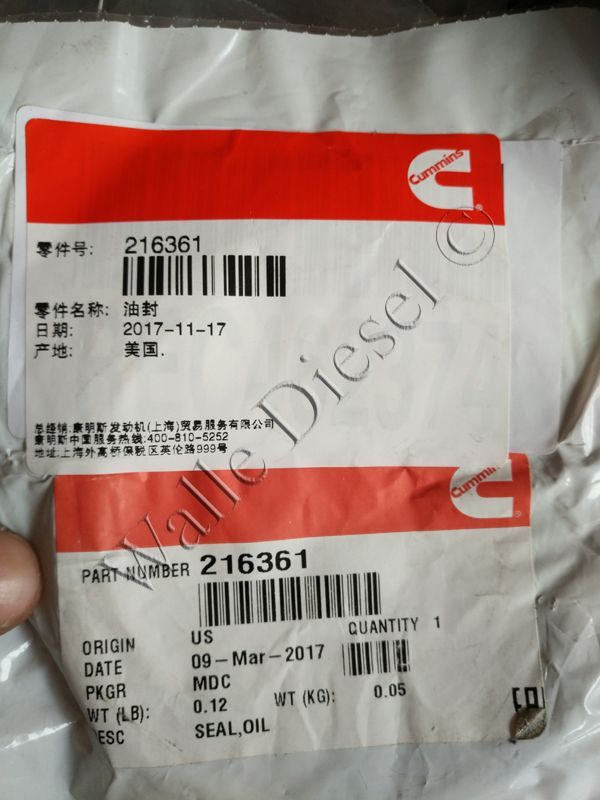 Cummins
零件号: 216361
零件名称: 油封
日期: 2017-11-17
产地: 美国.
总经销:康明斯发动机(上海)贸易服务有限公司
康明斯中国服务热线:400-810-5252
地址:上海外高桥保税区英伦路999号
Walle Diesel ©
Cummins
PART NUMBER 216361
ORIGIN US QUANTITY 1
DATE 09-Mar-2017
PKGR MDC
WT (LB): 0.12 WT (KG): 0.05
ESC SEAL,OIL